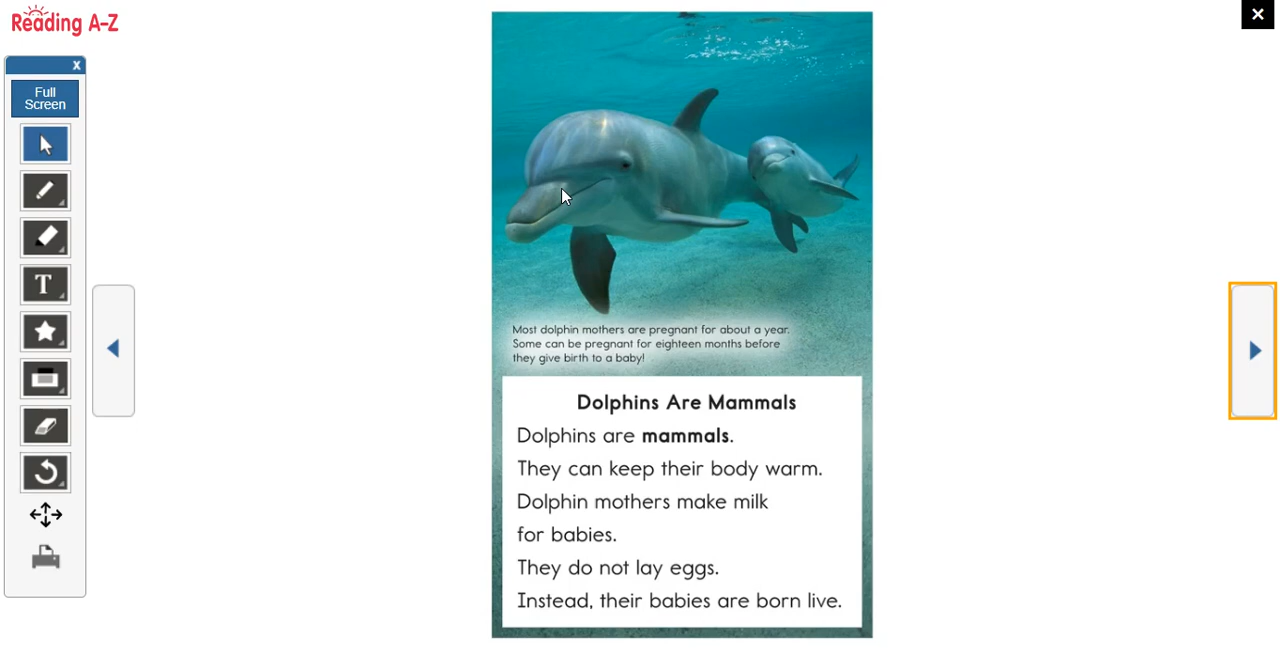 Reading A-Z
x
Full
Screen
T
Most dolphin mothers are pregnant for about a year.
Some can be pregnant for eighteen months before
they give birth to a baby!
Dolphins Are Mammals
Dolphins are mammals.
They can keep their body warm.
Dolphin mothers make milk
for babies.
They do not lay eggs.
Instead, their babies are born live.